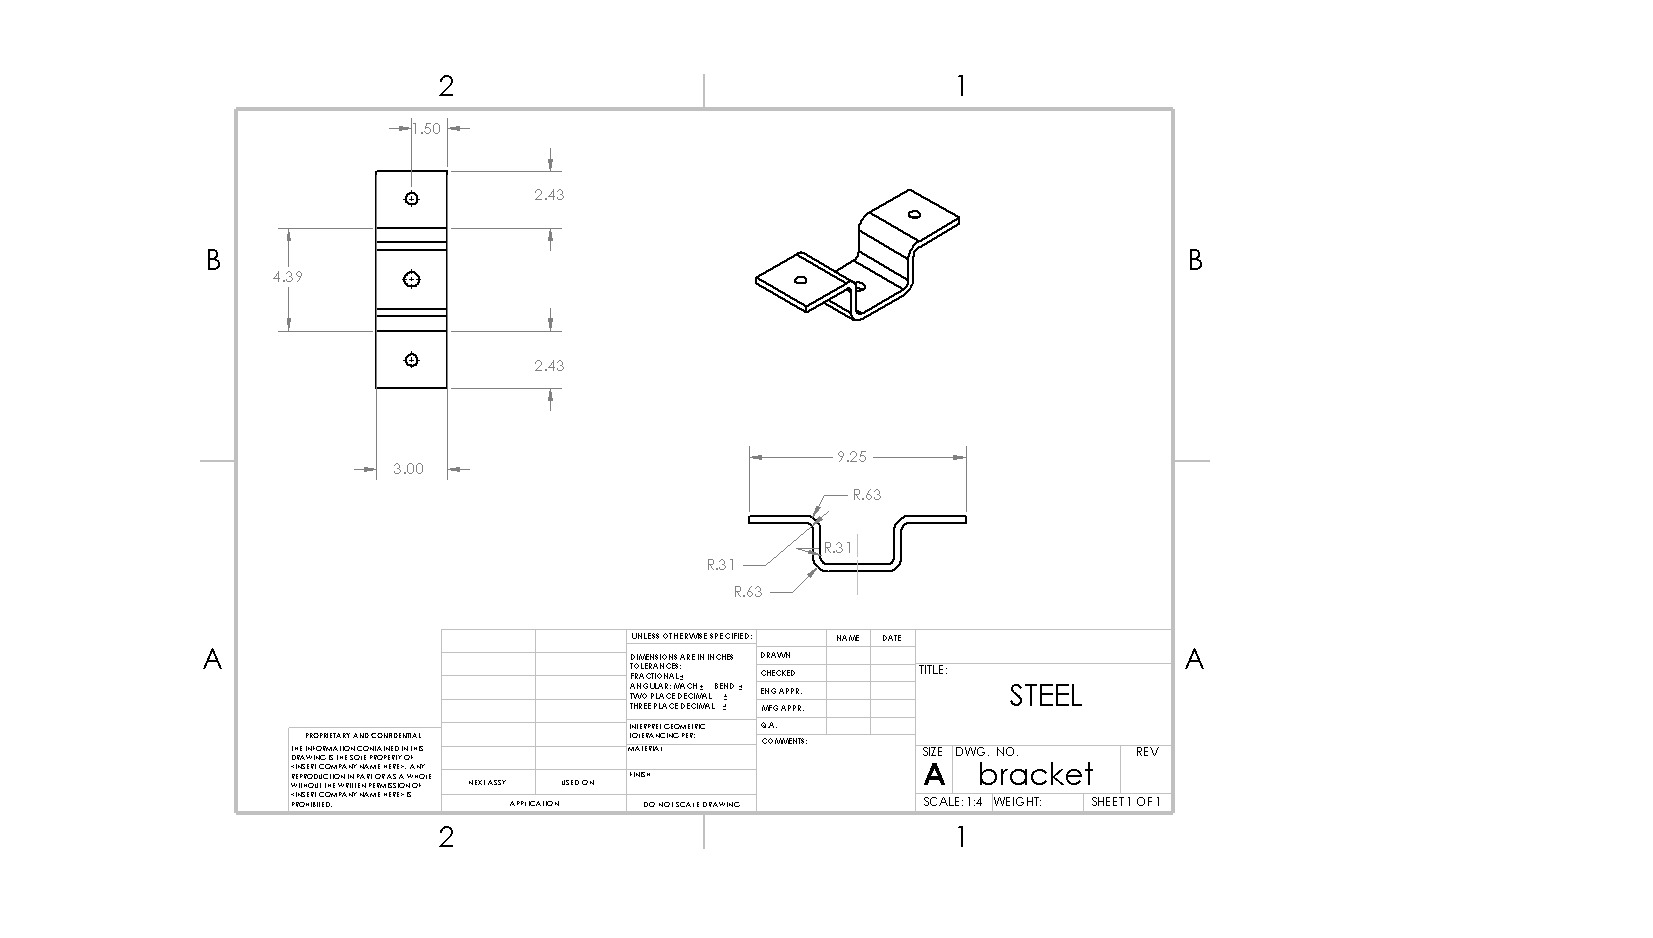 2
1
1.50
2.43
B
B
4.39
2.43
3.00
9.25
R.63
R.31
R.31
R.63
A
A
UNLESS OTHERWISE SPECIFIED:
DIMENSIONS ARE IN INCHES
TOLERANCES:
FRACTIONAL ±
ANGULAR: MACH ± BEND ±
TWO PLACE DECIMAL ±
THREE PLACE DECIMAL ±
INTERPRET GEOMETRIC
TOLERANCING PER:
MATERIAL
FINISH
DO NOT SCALE DRAWING
NAME DATE
DRAWN
CHECKED
ENG APPR.
MFG APPR.
Q.A.
COMMENTS:
TITLE:
STEEL
SIZE DWG. NO. REV
A bracket
SCALE: 1:4 WEIGHT: SHEET 1 OF 1
PROPRIETARY AND CONFIDENTIAL
THE INFORMATION CONTAINED IN THIS
DRAWING IS THE SOLE PROPERTY OF
<INSERT COMPANY NAME HERE>. ANY
REPRODUCTION IN PART OR AS A WHOLE
WITHOUT THE WRITTEN PERMISSION OF
<INSERT COMPANY NAME HERE> IS
PROHIBITED.
NEXT ASSY USED ON
APPLICATION
2
1